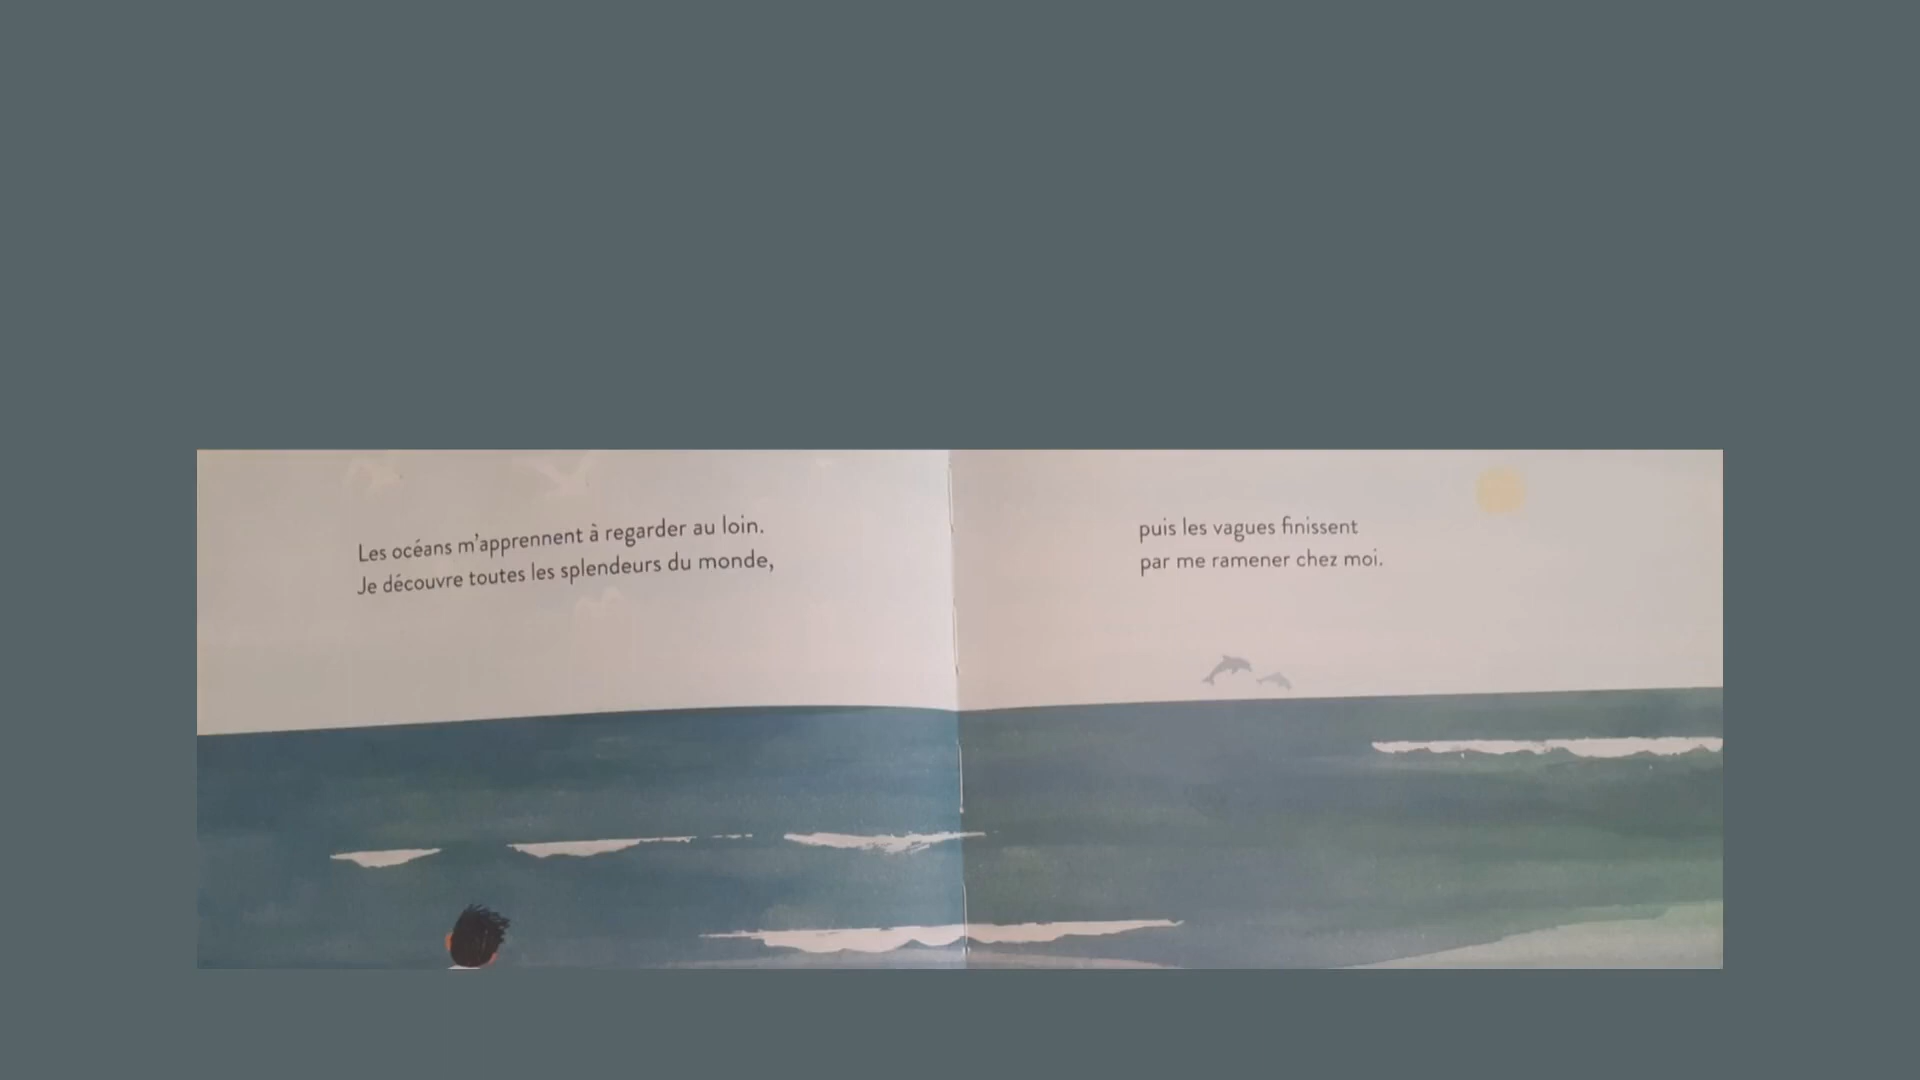 Les océans m'apprennent à regarder au loin.
Je découvre toutes les splendeurs du monde,
puis les vagues finissent
par me ramener chez moi.